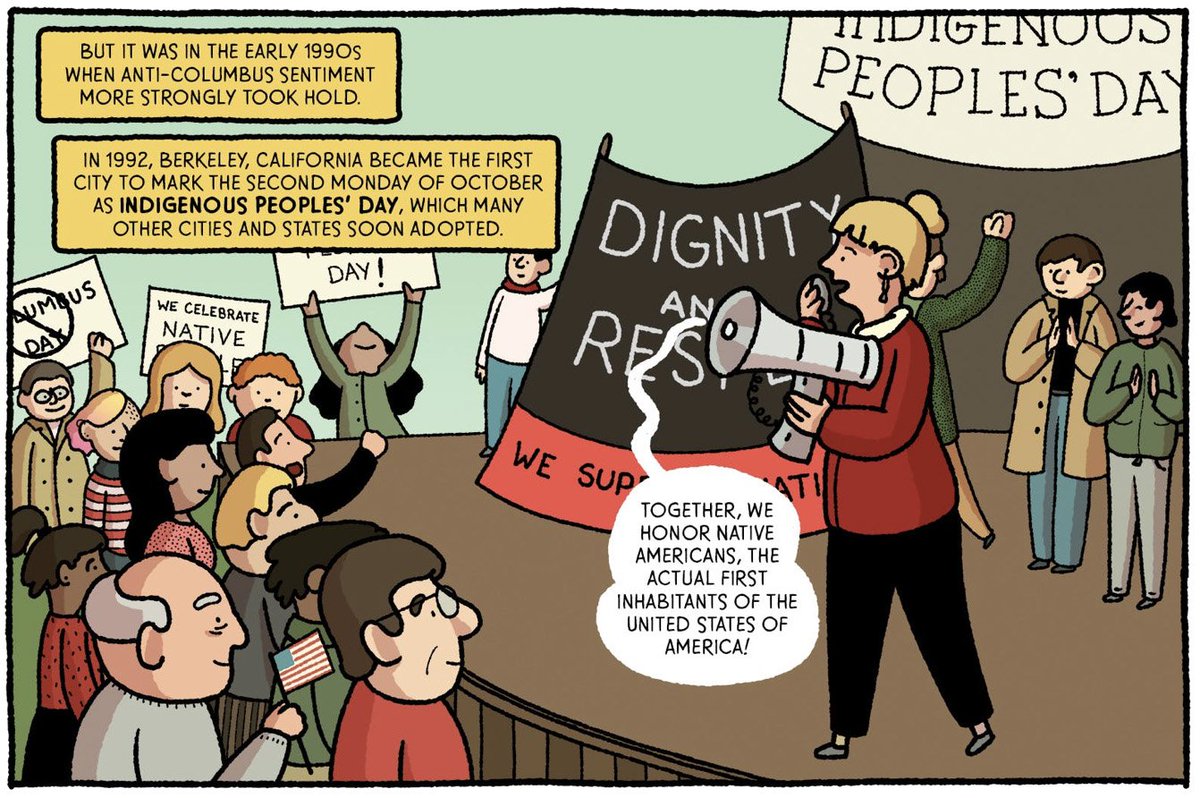 BUT IT WAS IN THE EARLY 1990s
WHEN ANTI-COLUMBUS SENTIMENT
MORE STRONGLY TOOK HOLD.
IN 1992, BERKELEY, CALIFORNIA BECAME THE FIRST
CITY TO MARK THE SECOND MONDAY OF OCTOBER
AS INDIGENOUS PEOPLES' DAY, WHICH MANY
OTHER CITIES AND STATES SOON ADOPTED.
INDIGENOUS
PEOPLES' DAY
DIGNITY
AND
WE
DAY!
WE CELEBRATE
NATIVE
DAY
TOGETHER, WE
HONOR NATIVE
AMERICANS, THE
ACTUAL FIRST
INHABITANTS OF THE
UNITED STATES OF
AMERICA!